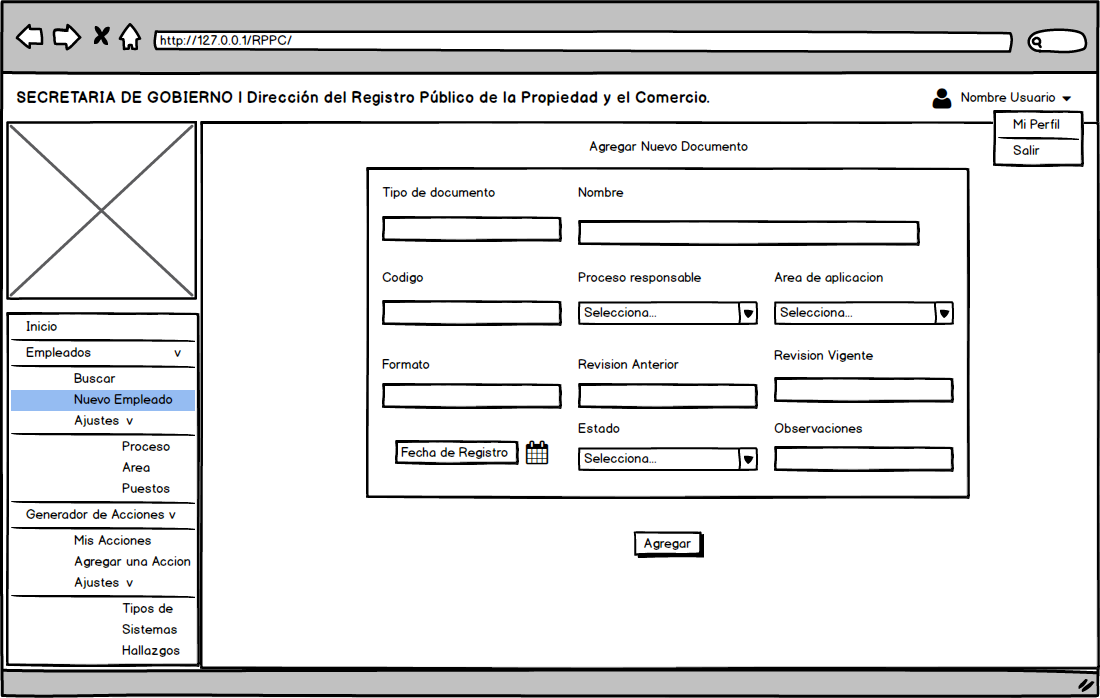 http://127.0.0.1/RPPC/
SECRETARIA DE GOBIERNO | Dirección del Registro Público de la Propiedad y el Comercio.
Nombre Usuario
Mi Perfil
Salir
Inicio
Empleados v
Buscar
Nuevo Empleado
Ajustes v
Proceso
Area
Puestos
Generador de Acciones v
Mis Acciones
Agregar una Accion
Ajustes v
Tipos de
Sistemas
Hallazgos
Agregar Nuevo Documento
Tipo de documento Nombre
Codigo Proceso responsable Area de aplicacion
Selecciona... Selecciona...
Formato Revision Anterior Revision Vigente
Estado Observaciones
Fecha de Registro Selecciona...
Agregar